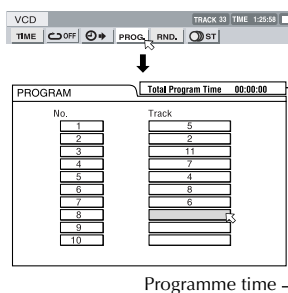 VCD
TRACK 33 TIME 1:25:58
TIME OFF PROG. RND. ST
PROGRAM Total Program Time 00:00:00
No. Track
1 5
2 2
3 11
4 7
5 4
6 8
7 6
8
9
10
Programme time –